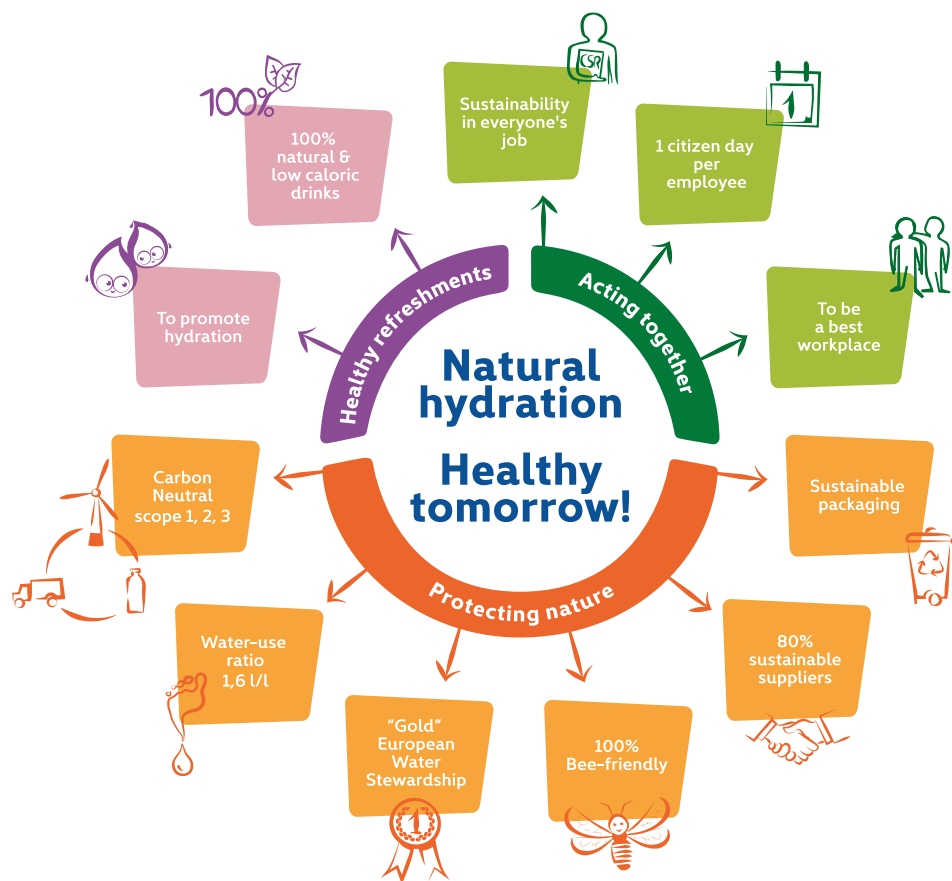 Natural
hydration
Healthy
tomorrow!
Healthy refreshments
100%
100%
natural &
low caloric
drinks
To promote
hydration
Acting together
CSR
Sustainability
in everyone's
job
1
1 citizen day
per
employee
To be
a best
workplace
Protecting nature
Sustainable
packaging
80%
sustainable
suppliers
100%
Bee-friendly
“Gold”
European
Water
Stewardship
1
Water-use
ratio
1,6 l/l
Carbon
Neutral
scope 1, 2, 3